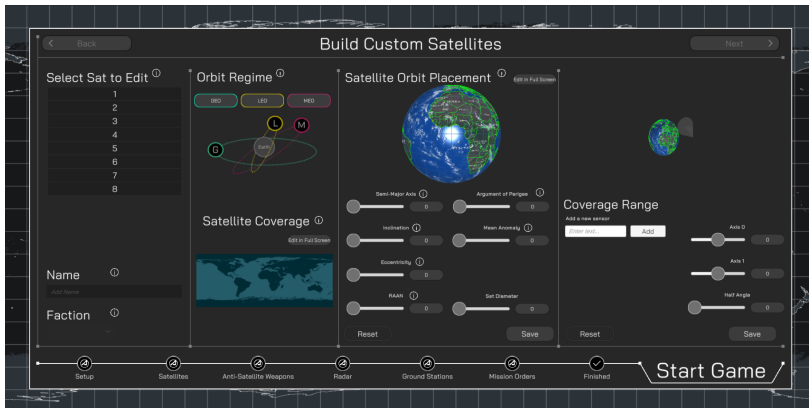 Back
Build Custom Satellites
Next
Select Sat to Edit
1
2
3
4
5
6
7
8
Name
Add Name
Faction
Orbit Regime
GEO LEO MEO
L M
G
Earth
Satellite Coverage
Edit in Full Screen
Satellite Orbit Placement
Edit in Full Screen
Semi-Major Axis Argument of Perigee
0 0
Inclination Mean Anomaly
0 0
Eccentricity
0
RAAN Sat Diameter
0 0
Reset Save
Coverage Range
Add a new sensor
Enter text... Add
Axis 0
0
Axis 1
0
Half Angle
0
Reset Save
Setup Satellites Anti-Satellite Weapons Radar Ground Stations Mission Orders Finished
Start Game